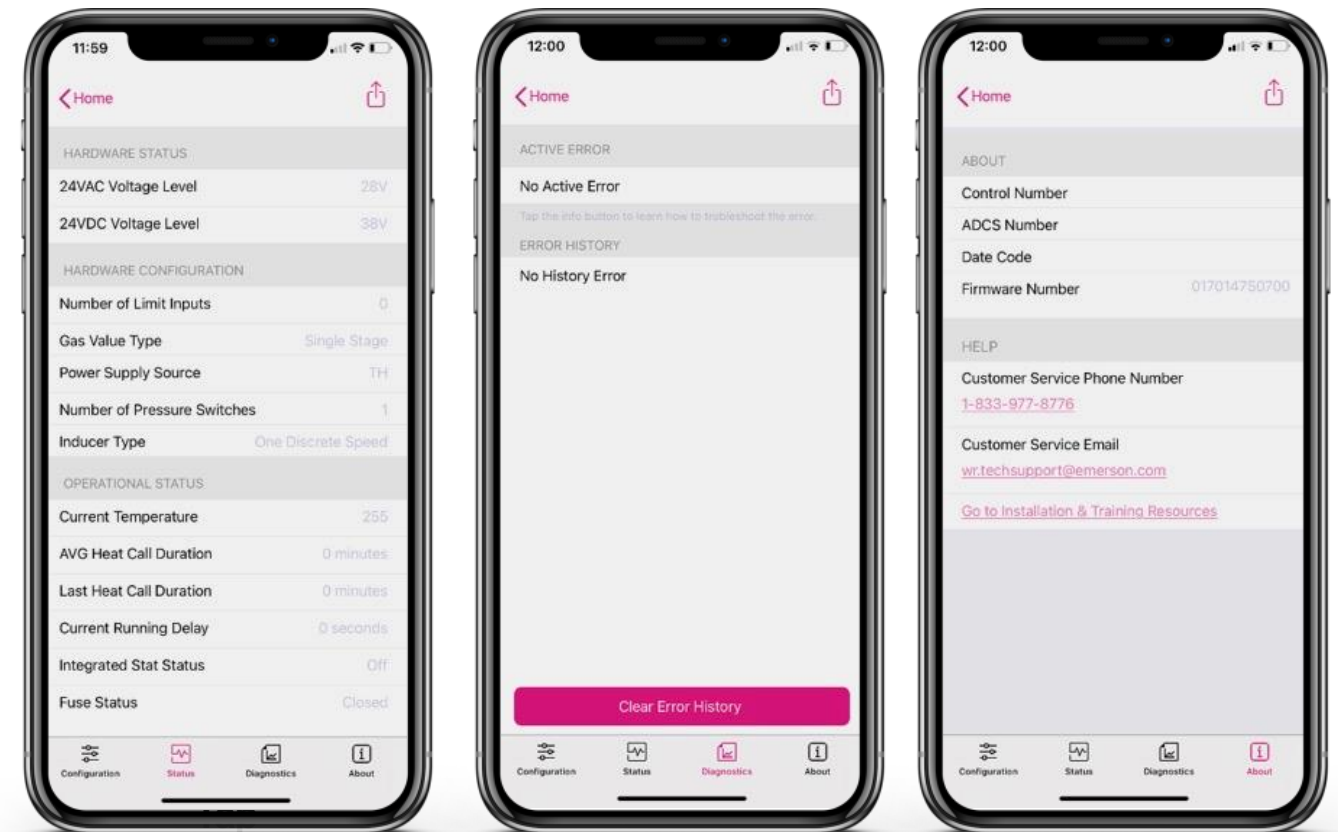 11:59
Home
HARDWARE STATUS
24VAC Voltage Level 28V
24VDC Voltage Level 38V
HARDWARE CONFIGURATION
Number of Limit Inputs 0
Gas Value Type Single Stage
Power Supply Source TH
Number of Pressure Switches 1
Inducer Type One Discrete Speed
OPERATIONAL STATUS
Current Temperature 255
AVG Heat Call Duration 0 minutes
Last Heat Call Duration 0 minutes
Current Running Delay 0 seconds
Integrated Stat Status Off
Fuse Status Closed
Configuration Status Diagnostics About
12:00
Home
ACTIVE ERROR
No Active Error
Tap the info button to learn how to trobleshoot the error.
ERROR HISTORY
No History Error
Clear Error History
Configuration Status Diagnostics About
12:00
Home
ABOUT
Control Number
ADCS Number
Date Code
Firmware Number 017014750700
HELP
Customer Service Phone Number
1-833-977-8776
Customer Service Email
wr.techsupport@emerson.com
Go to Installation & Training Resources
Configuration Status Diagnostics About